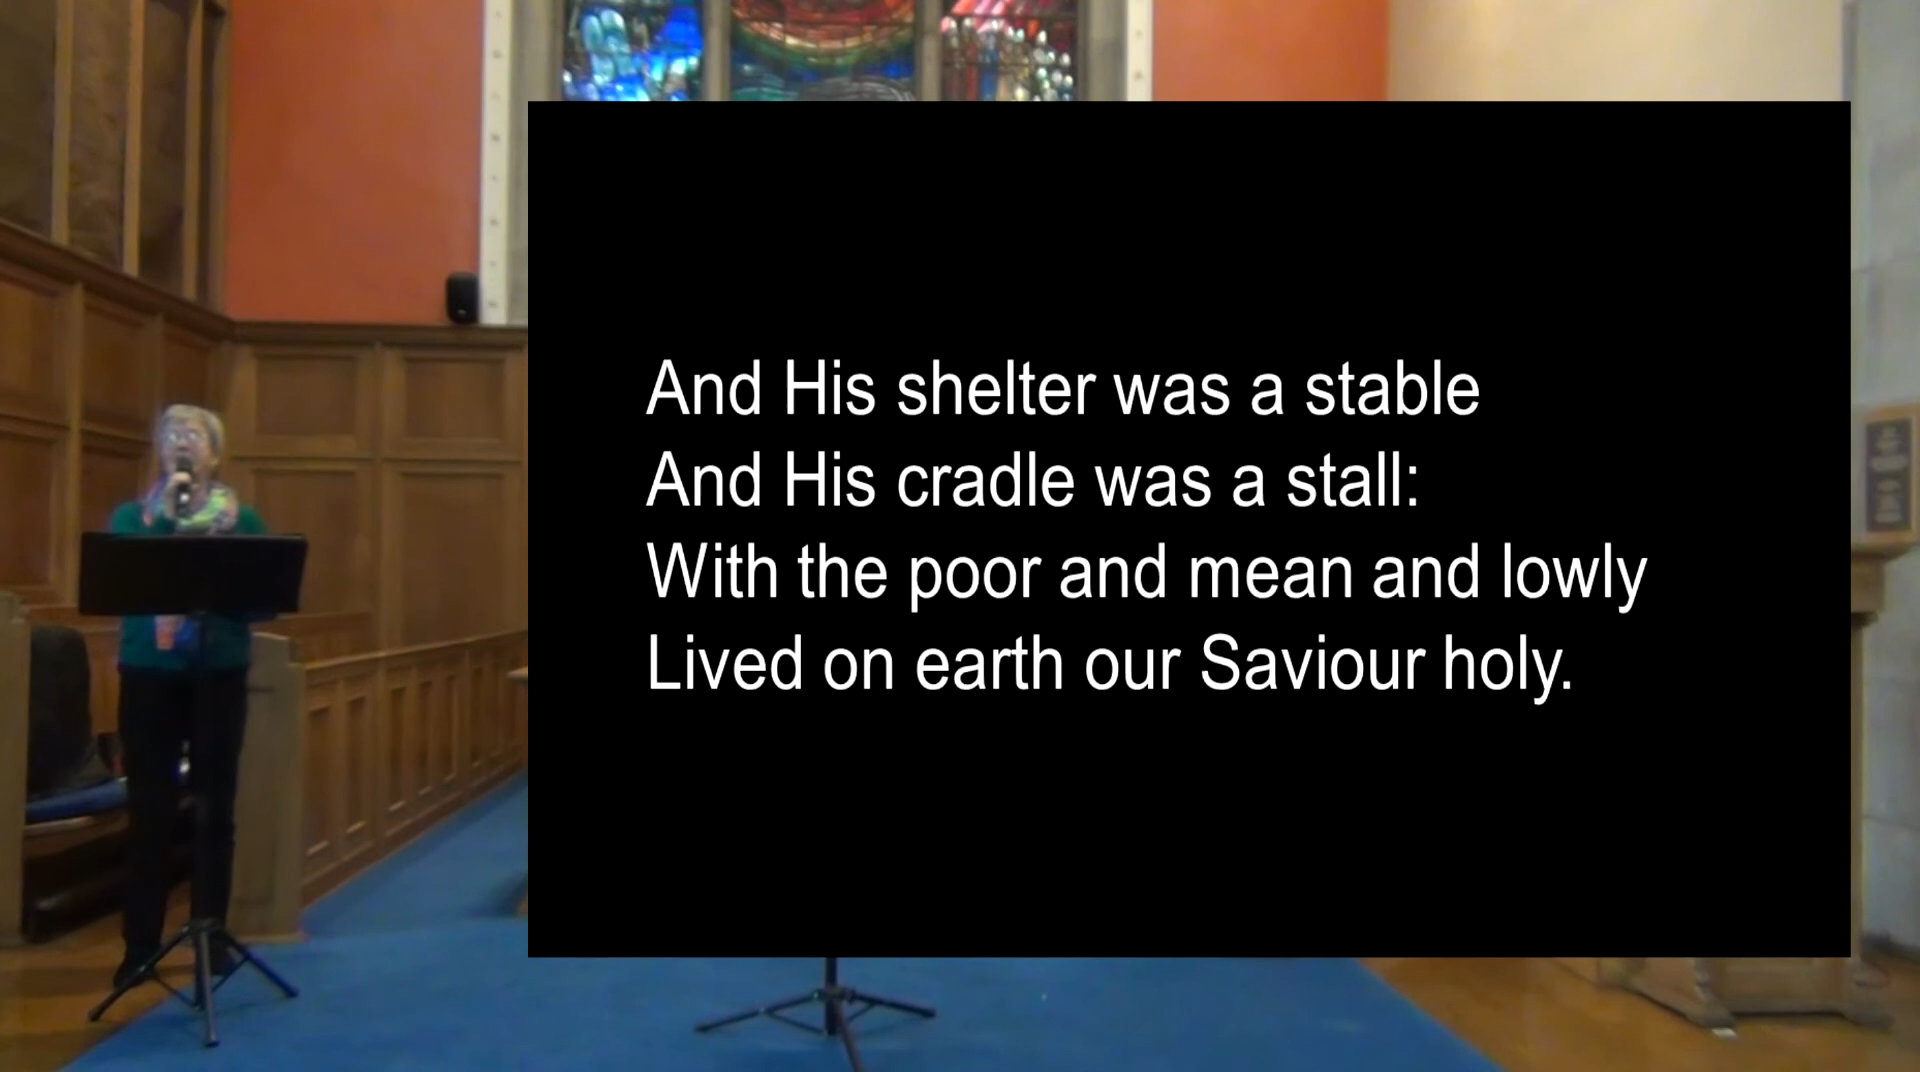 And His shelter was a stable
And His cradle was a stall:
With the poor and mean and lowly
Lived on earth our Saviour holy.